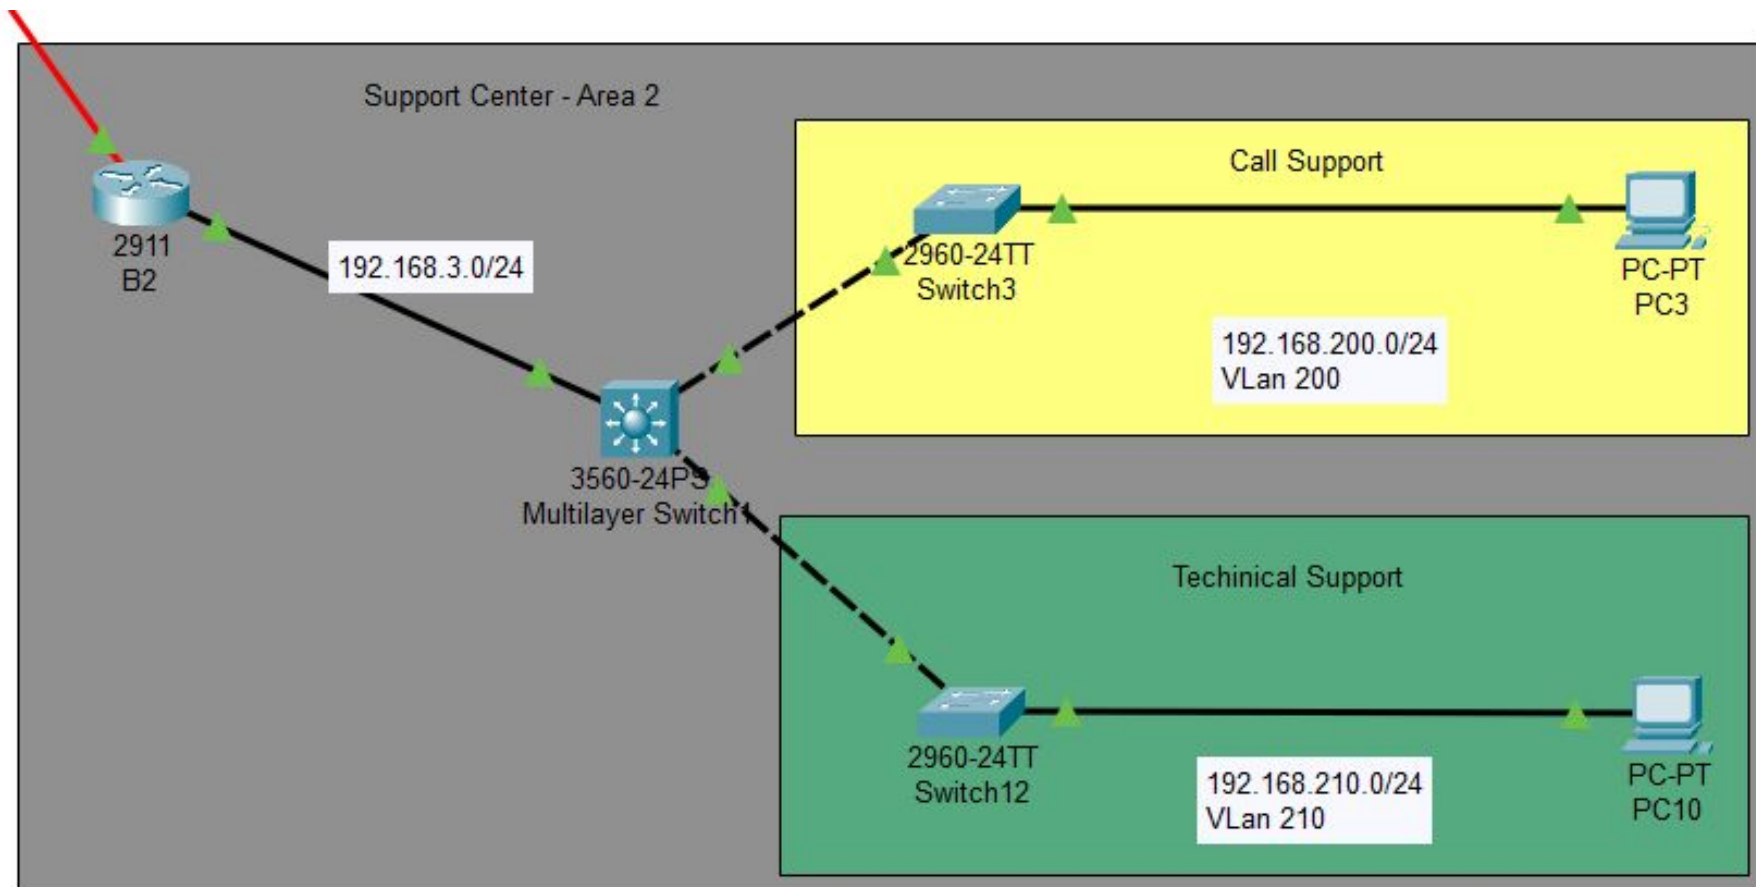 Support Center - Area 2
Call Support
2911
B2
192.168.3.0/24
2960-24TT
Switch3
PC-PT
PC3
192.168.200.0/24
VLan 200
3560-24PS
Multilayer Switch1
Techinical Support
2960-24TT
Switch12
192.168.210.0/24
VLan 210
PC-PT
PC10